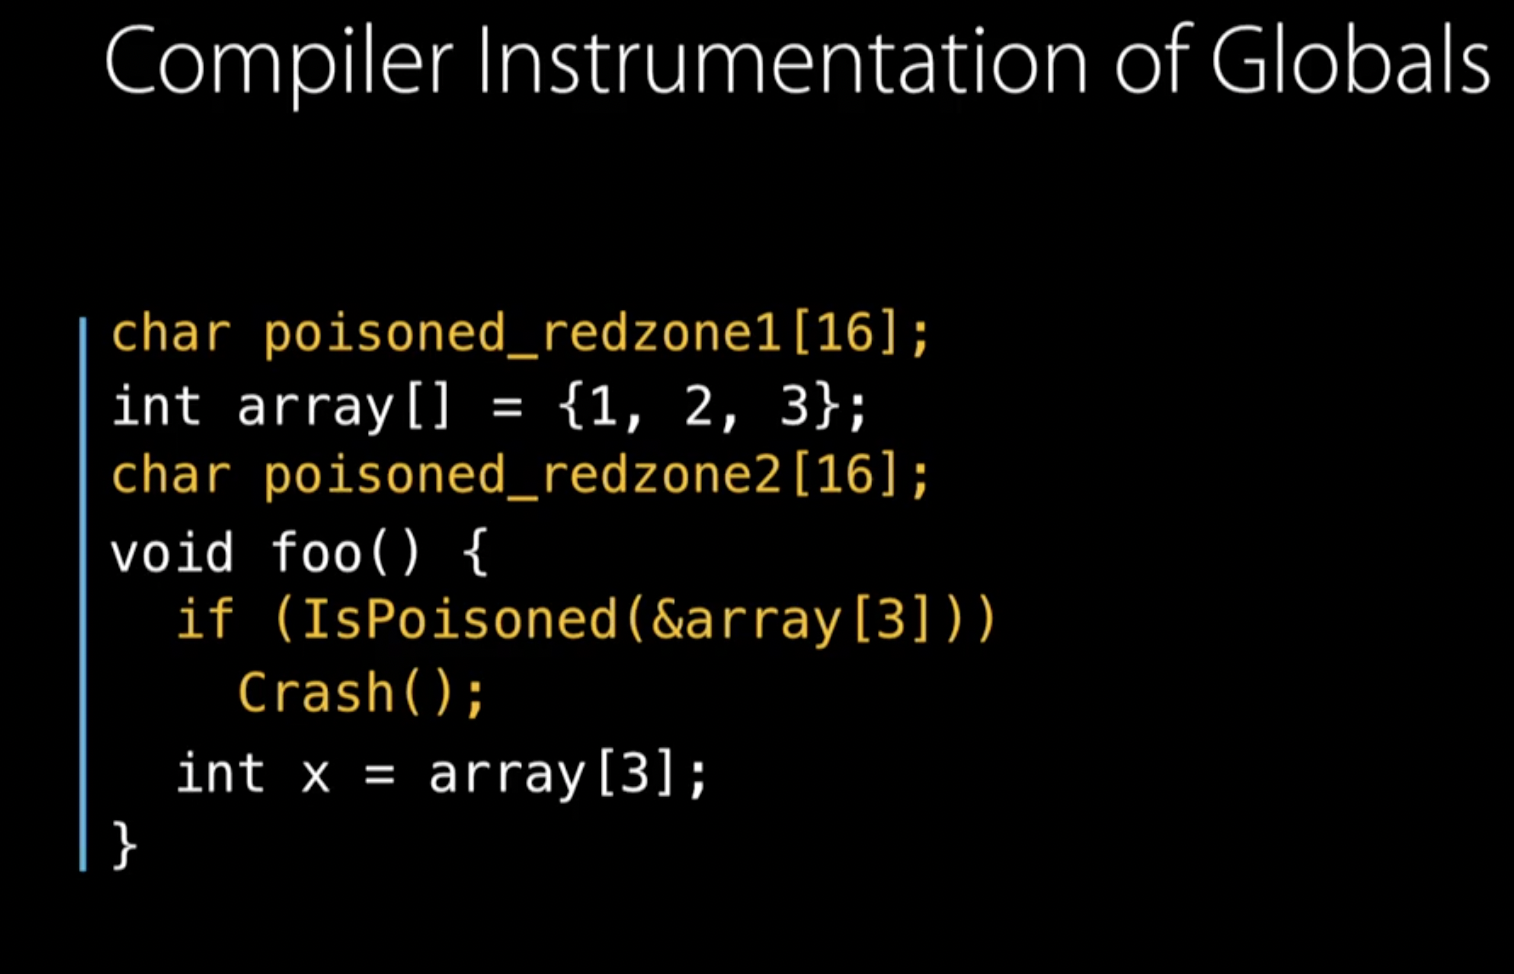 Compiler Instrumentation of Globals
char poisoned_redzone1[16];
int array[] = {1, 2, 3};
char poisoned_redzone2[16];
void foo() {
if (IsPoisoned(&array[3]))
Crash();
int x = array[3];
}